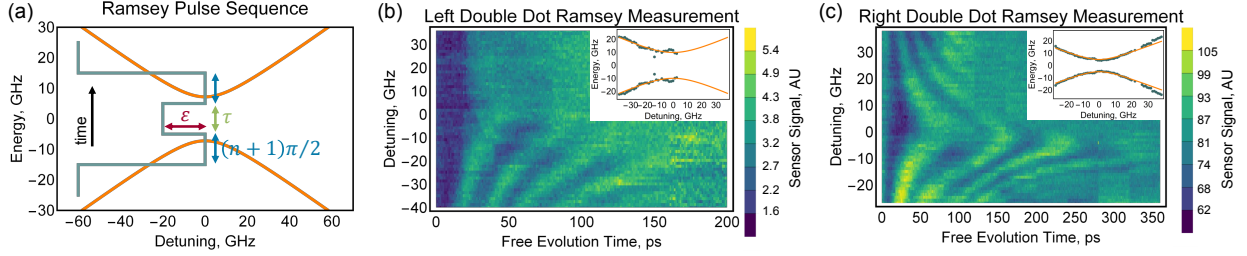 (a)
Ramsey Pulse Sequence
Energy, GHz
30
20
10
0
−10
−20
−30
time
ε
τ
(n + 1)π/2
−60 −40 −20 0 20 40 60
Detuning, GHz
(b)
Left Double Dot Ramsey Measurement
Detuning, GHz
30
20
10
0
−10
−20
−30
−40
0 50 100 150 200
Free Evolution Time, ps
Energy, GHz
20
10
0
−10
−20
−30 −20 −10 0 10 20 30
Detuning, GHz
5.4
4.9
4.3
3.8
3.2
2.7
2.2
1.6
Sensor Signal, AU
(c)
Right Double Dot Ramsey Measurement
Detuning, GHz
30
20
10
0
−10
−20
0 50 100 150 200 250 300 350
Free Evolution Time, ps
Energy, GHz
20
10
0
−10
−20
−20 −10 0 10 20 30
Detuning, GHz
105
99
93
87
81
74
68
62
Sensor Signal, AU